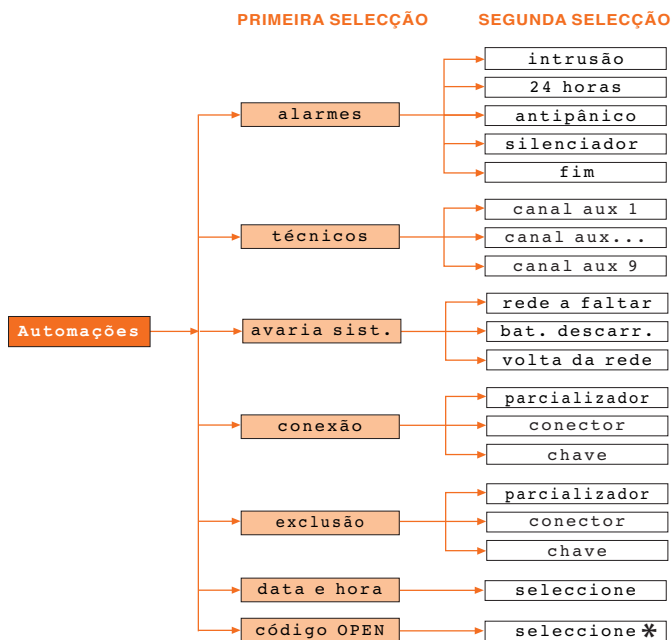 PRIMEIRA SELECÇÃO
SEGUNDA SELECÇÃO
Automações
alarmes
intrusão
24 horas
antipânico
silenciador
fim
técnicos
canal aux 1
canal aux...
canal aux 9
avaria sist.
rede a faltar
bat. descarr.
volta da rede
conexão
parcializador
conector
chave
exclusão
parcializador
conector
chave
data e hora
seleccione
código OPEN
seleccione *